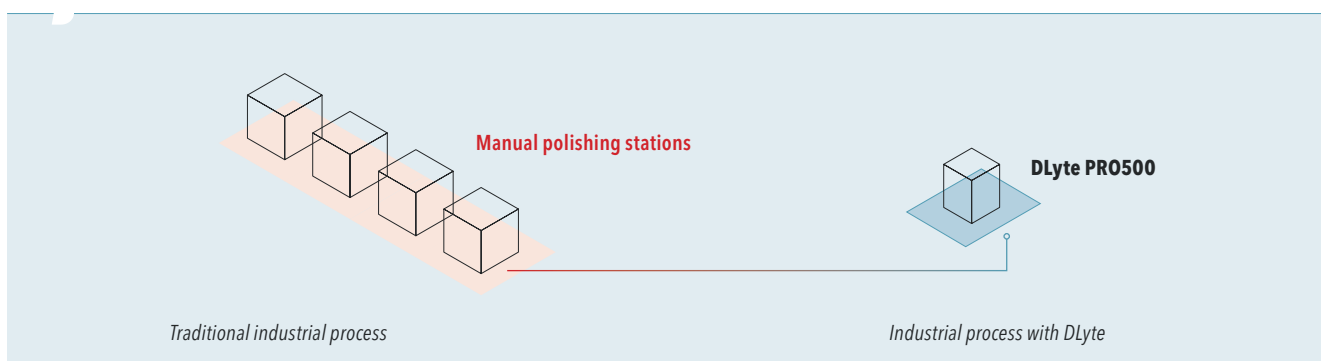 Manual polishing stations
DLyte PRO500
Traditional industrial process
Industrial process with DLyte